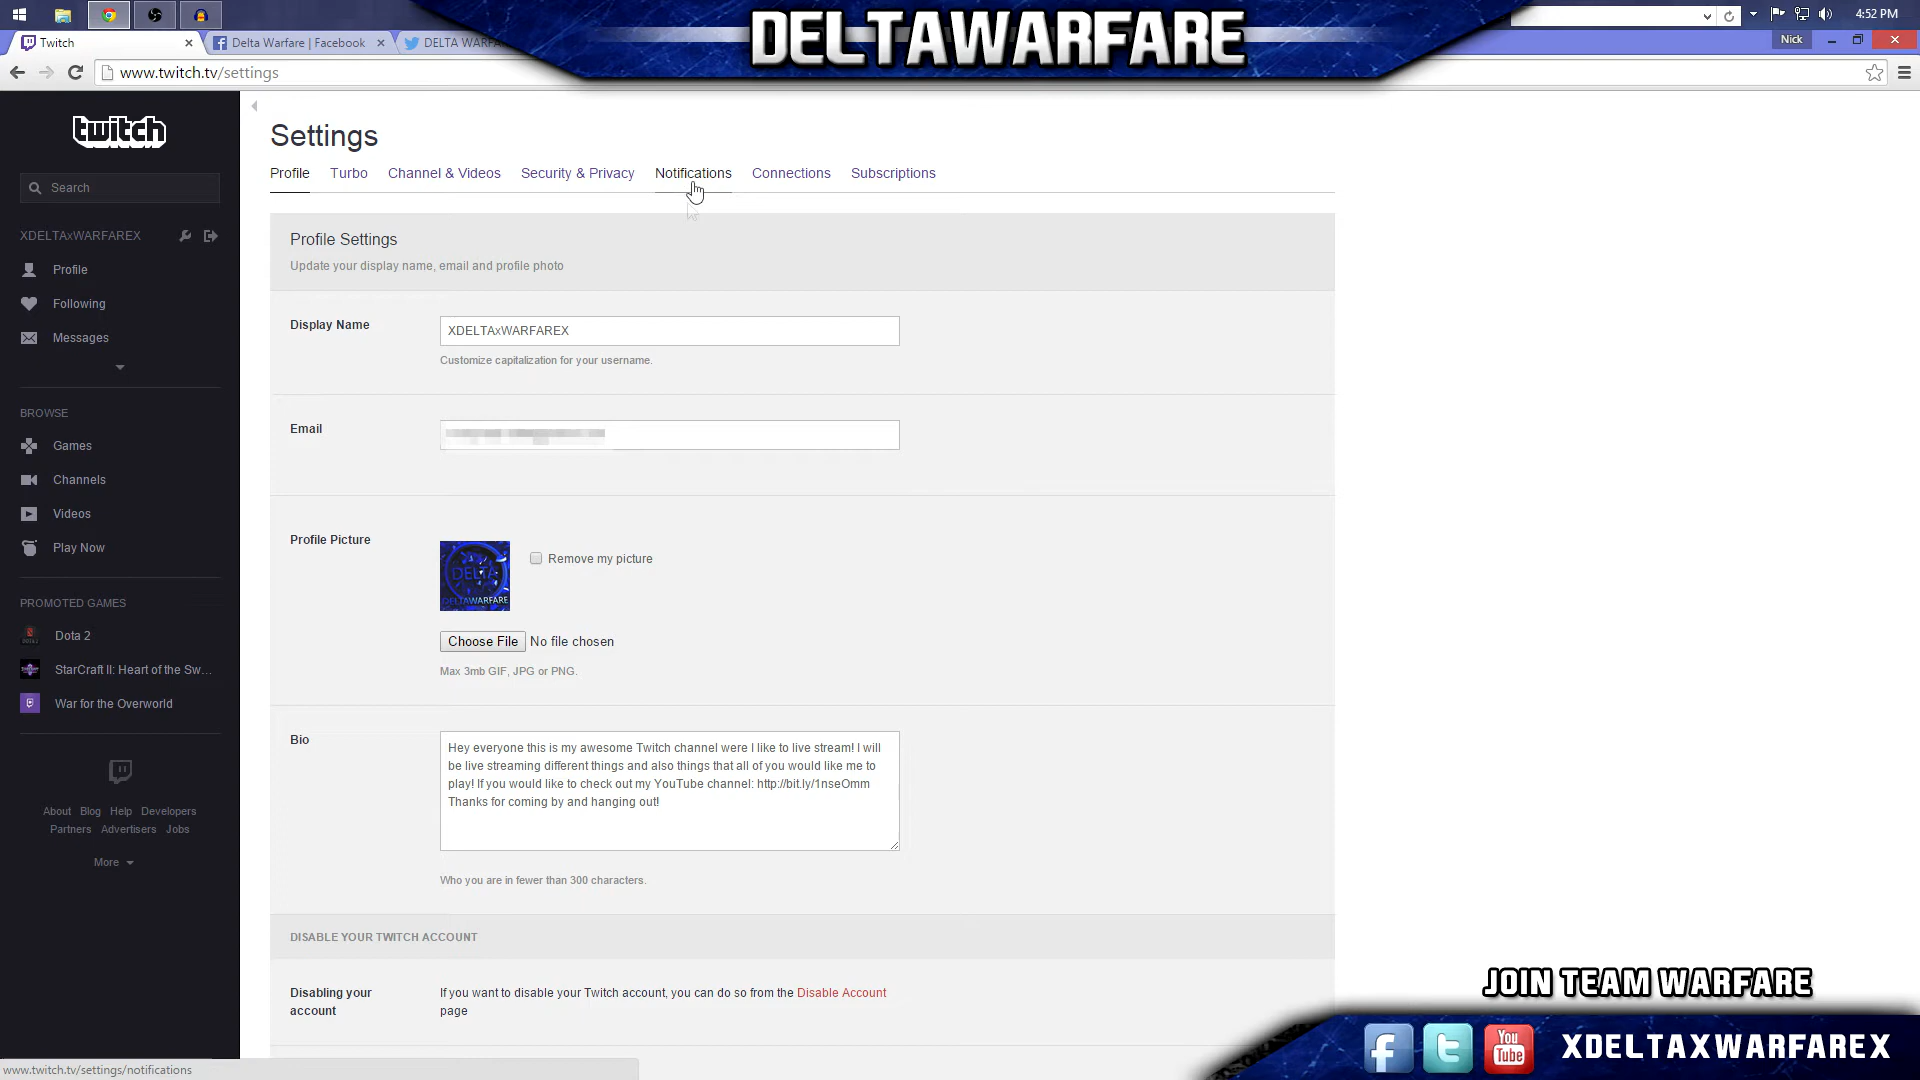 DELTAWARFARE
4:52 PM
Twitch
Delta Warfare | Facebook
DELTA WARFA
Nick
www.twitch.tv/settings
twitch
Search
XDELTAxWARFAREX
Profile
Following
Messages
BROWSE
Games
Channels
Videos
Play Now
PROMOTED GAMES
Dota 2
StarCraft II: Heart of the Sw...
War for the Overworld
About Blog Help Developers
Partners Advertisers Jobs
More
Settings
Profile Turbo Channel & Videos Security & Privacy Notifications Connections Subscriptions
Profile Settings
Update your display name, email and profile photo
Display Name
XDELTAxWARFAREX
Customize capitalization for your username.
Email
Profile Picture
DELTA
DELTAWARFARE
Remove my picture
Choose File No file chosen
Max 3mb GIF, JPG or PNG.
Bio
Hey everyone this is my awesome Twitch channel were I like to live stream! I will
be live streaming different things and also things that all of you would like me to
play! If you would like to check out my YouTube channel: http://bit.ly/1nseOmm
Thanks for coming by and hanging out!
Who you are in fewer than 300 characters.
DISABLE YOUR TWITCH ACCOUNT
Disabling your
account
If you want to disable your Twitch account, you can do so from the Disable Account
page
www.twitch.tv/settings/notifications
JOIN TEAM WARFARE
You
Tube
XDELTAXWARFAREX